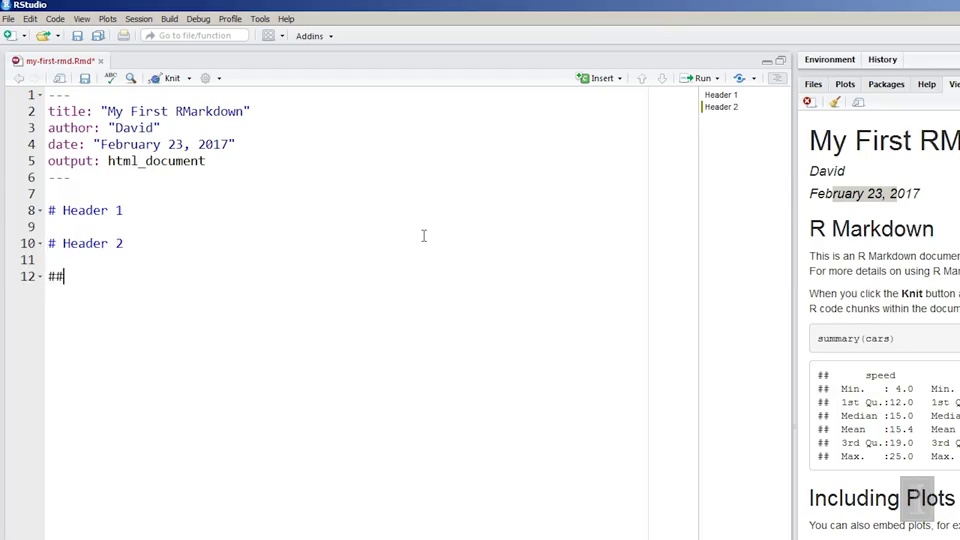 RStudio
File Edit Code View Plots Session Build Debug Profile Tools Help
Go to file/function Addins
my-first-rmd.Rmd* ×
ABC Knit Insert Run
1 ---
2 title: "My First RMarkdown"
3 author: "David"
4 date: "February 23, 2017"
5 output: html_document
6 ---
7
8 # Header 1
9
10 # Header 2
11
12 ##
Header 1
Header 2
Environment History
Files Plots Packages Help Vie
My First RM
David
February 23, 2017
R Markdown
This is an R Markdown documen
For more details on using R Mar
When you click the Knit button a
R code chunks within the docum
summary(cars)
## speed
## Min. : 4.0 Min.
## 1st Qu.:12.0 1st Q
## Median :15.0 Media
## Mean :15.4 Mean
## 3rd Qu.:19.0 3rd Q
## Max. :25.0 Max.
Including Plots
You can also embed plots, for ex